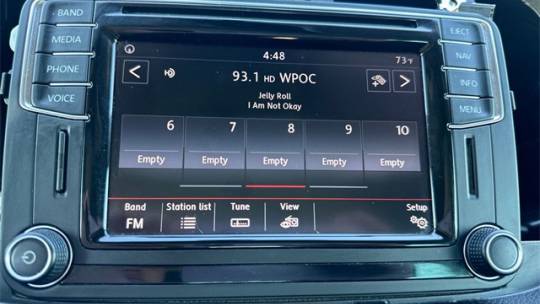 BAND
MEDIA
PHONE
VOICE
EJECT
NAV
INFO
MENU
4:48
73°F
93.1 HD WPOC
Jelly Roll
I Am Not Okay
6 7 8 9 10
Empty Empty Empty Empty Empty
Band Station list Tune View Setup
FM